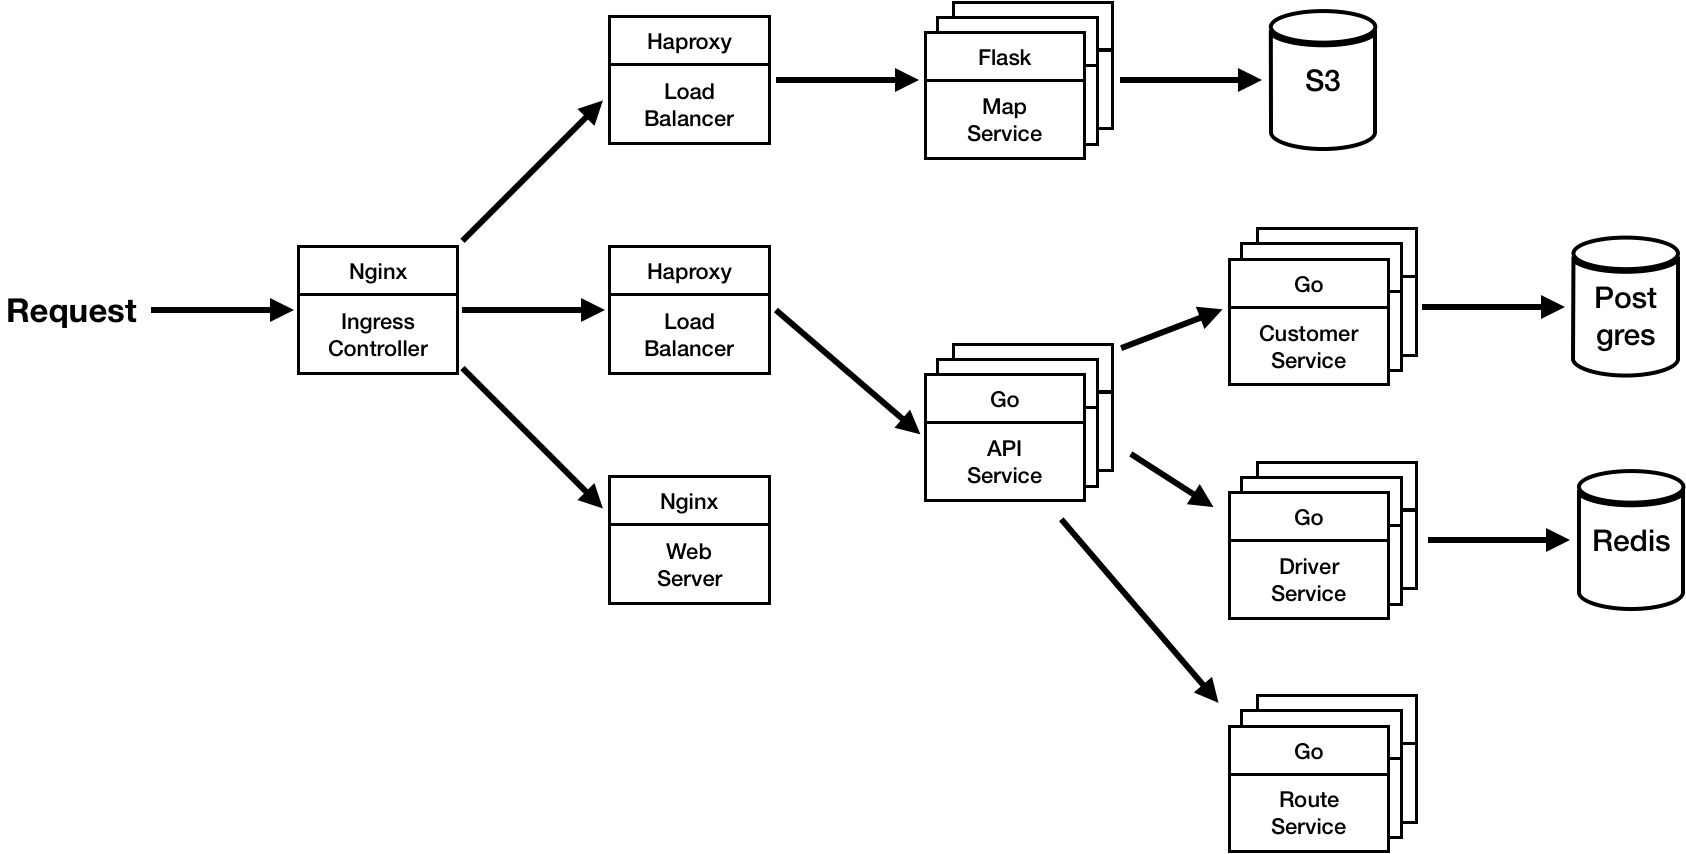 Haproxy
Load
Balancer
Flask
Map
Service
S3
Request
Nginx
Ingress
Controller
Haproxy
Load
Balancer
Nginx
Web
Server
Go
API
Service
Go
Customer
Service
Post
gres
Go
Driver
Service
Redis
Go
Route
Service